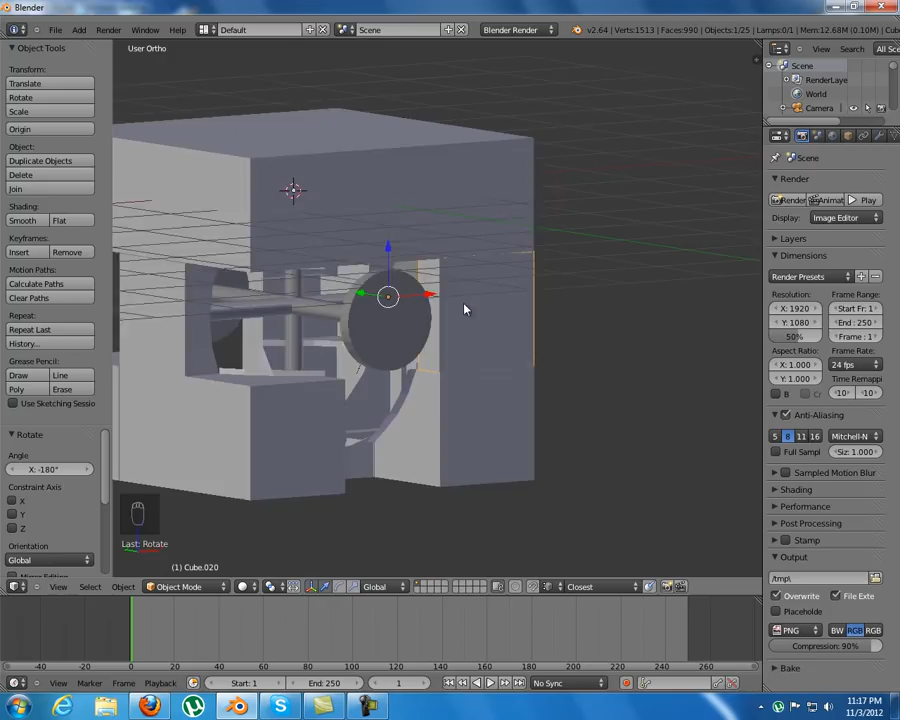 Blender
File Add Render Window Help
Default
Scene
Blender Render
v2.64 | Verts:1513 | Faces:990 | Objects:1/25 | Lamps:0/1 | Mem:12.68M (0.10M) | Cub
Object Tools
Transform:
Translate
Rotate
Scale
Origin
Object:
Duplicate Objects
Delete
Join
Shading:
Smooth Flat
Keyframes:
Insert Remove
Motion Paths:
Calculate Paths
Clear Paths
Repeat:
Repeat Last
History...
Grease Pencil:
Draw Line
Poly Erase
Use Sketching Sessio
Rotate
Angle
X: -180°
Constraint Axis
X
Y
Z
Orientation
Global
User Ortho
Last: Rotate
(1) Cube.020
View Search All Sce
Scene
RenderLaye
World
Camera
Scene
Render
Render Animat Play
Display: Image Editor
Layers
Dimensions
Render Presets
Resolution: Frame Range:
X: 1920 Start Fr: 1
Y: 1080 End : 250
50% Frame : 1
Aspect Ratio Frame Rate:
X: 1.000 24 fps
Y: 1.000 Time Remappi
B Cr 10 10
Anti-Aliasing
5 8 11 16 Mitchell-N
Full Sampl Siz: 1.000
Sampled Motion Blur
Shading
Performance
Post Processing
Stamp
Output
/tmp\
Overwrite File Exte
Placeholde
PNG BW RGB RGB
Compression: 90%
Bake
View Select Object Object Mode Global Closest
-40 -20 0 20 40 60 80 100 120 140 160 180 200 220 240 260
View Marker Frame Playback Start: 1 End: 250 1 No Sync
11:17 PM
11/3/2012